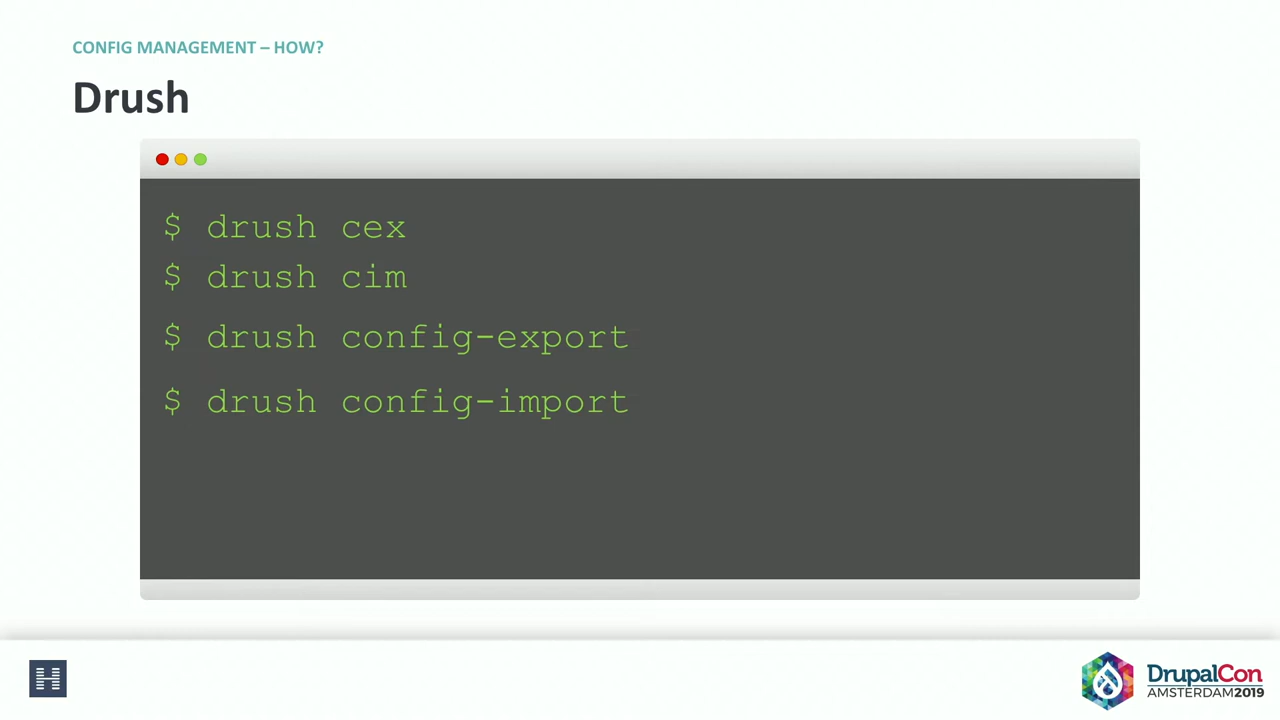 CONFIG MANAGEMENT – HOW?
Drush
$ drush cex
$ drush cim
$ drush config-export
$ drush config-import
H
DrupalCon
AMSTERDAM2019